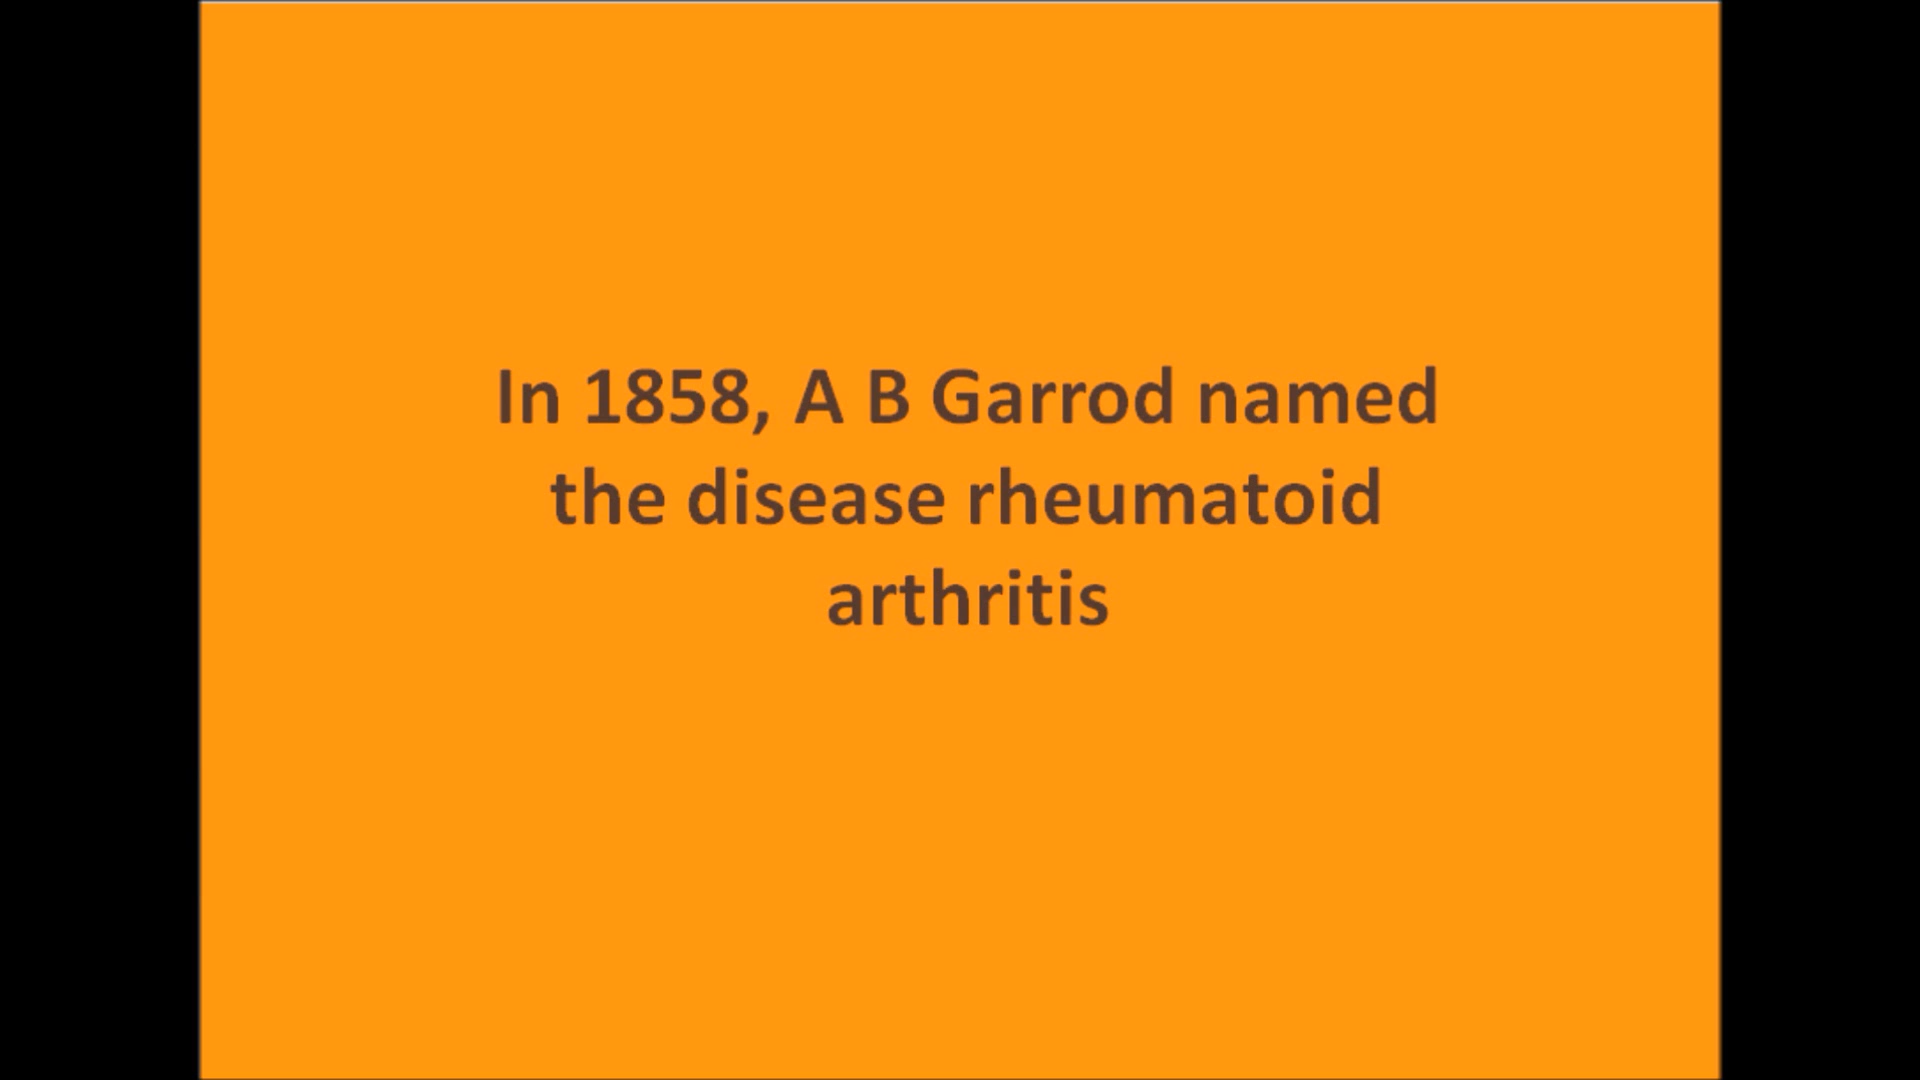 In 1858, A B Garrod named
the disease rheumatoid
arthritis